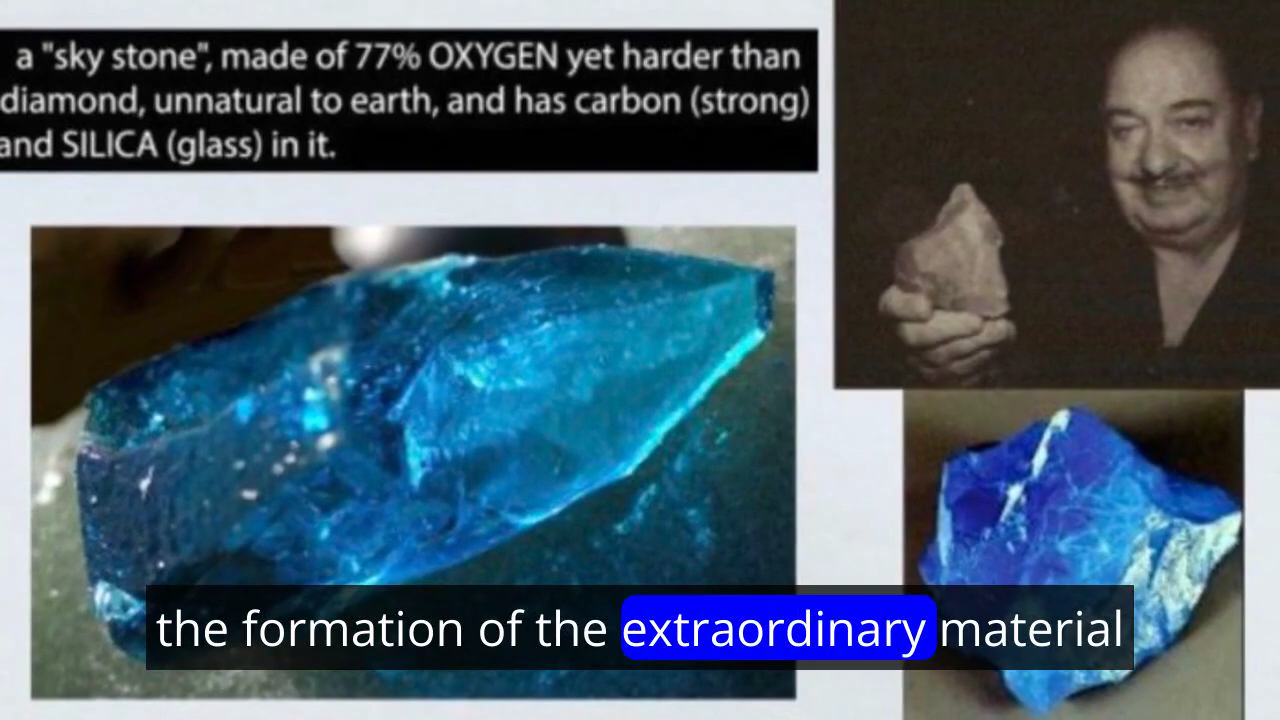 a "sky stone", made of 77% OXYGEN yet harder than
diamond, unnatural to earth, and has carbon (strong)
and SILICA (glass) in it.
the formation of the extraordinary material